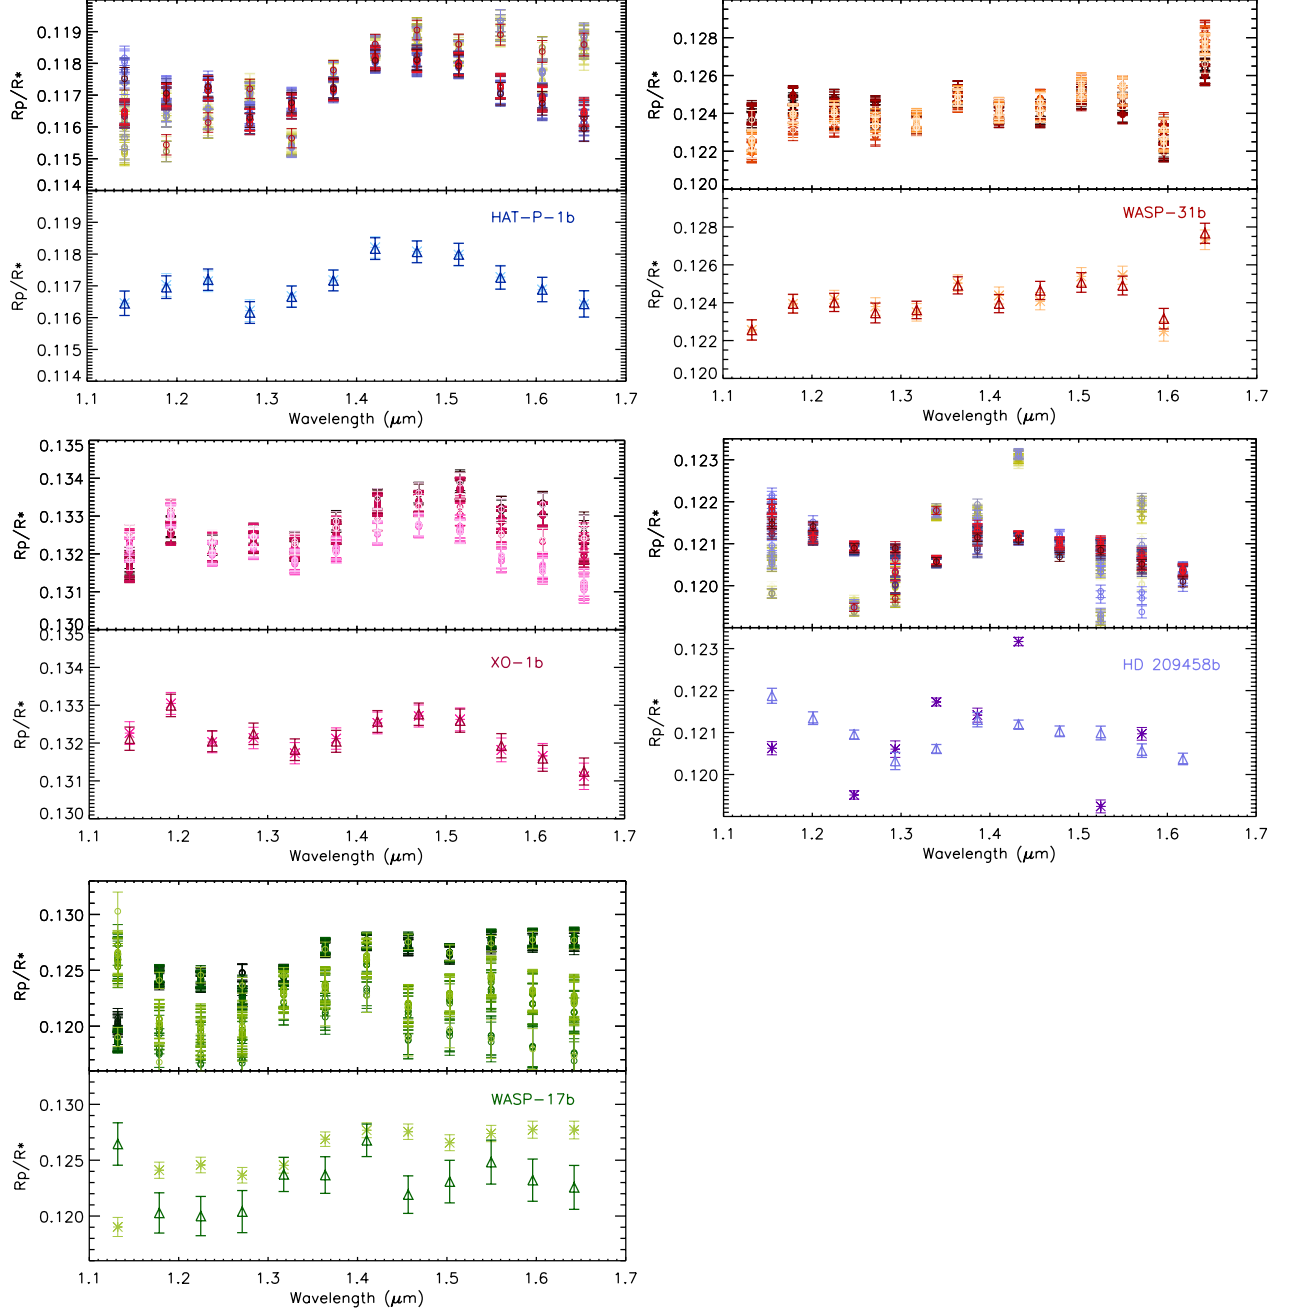 0.119
0.118
0.117
0.116
0.115
0.114
Rp/R*
0.119
0.118
0.117
0.116
0.115
0.114
Rp/R*
HAT-P-1b
1.1 1.2 1.3 1.4 1.5 1.6 1.7
Wavelength (μm)
0.128
0.126
0.124
0.122
0.120
Rp/R*
0.128
0.126
0.124
0.122
0.120
Rp/R*
WASP-31b
1.1 1.2 1.3 1.4 1.5 1.6 1.7
Wavelength (μm)
0.135
0.134
0.133
0.132
0.131
0.130
Rp/R*
0.135
0.134
0.133
0.132
0.131
0.130
Rp/R*
XO-1b
1.1 1.2 1.3 1.4 1.5 1.6 1.7
Wavelength (μm)
0.123
0.122
0.121
0.120
Rp/R*
0.123
0.122
0.121
0.120
Rp/R*
HD 209458b
1.1 1.2 1.3 1.4 1.5 1.6 1.7
Wavelength (μm)
0.130
0.125
0.120
Rp/R*
0.130
0.125
0.120
Rp/R*
WASP-17b
1.1 1.2 1.3 1.4 1.5 1.6 1.7
Wavelength (μm)